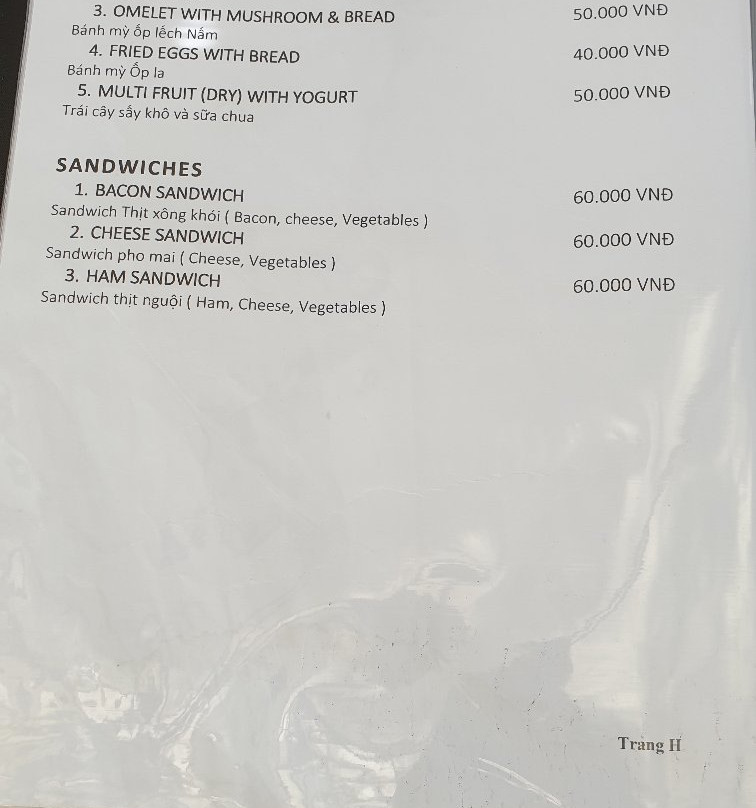 3. OMELET WITH MUSHROOM & BREAD 50.000 VNĐ
Bánh mỳ ốp lếch Nấm
4. FRIED EGGS WITH BREAD 40.000 VNĐ
Bánh mỳ Ốp la
5. MULTI FRUIT (DRY) WITH YOGURT 50.000 VNĐ
Trái cây sấy khô và sữa chua
SANDWICHES
1. BACON SANDWICH 60.000 VNĐ
Sandwich Thịt xông khói ( Bacon, cheese, Vegetables )
2. CHEESE SANDWICH 60.000 VNĐ
Sandwich pho mai ( Cheese, Vegetables )
3. HAM SANDWICH 60.000 VNĐ
Sandwich thịt nguội ( Ham, Cheese, Vegetables )
Trang H